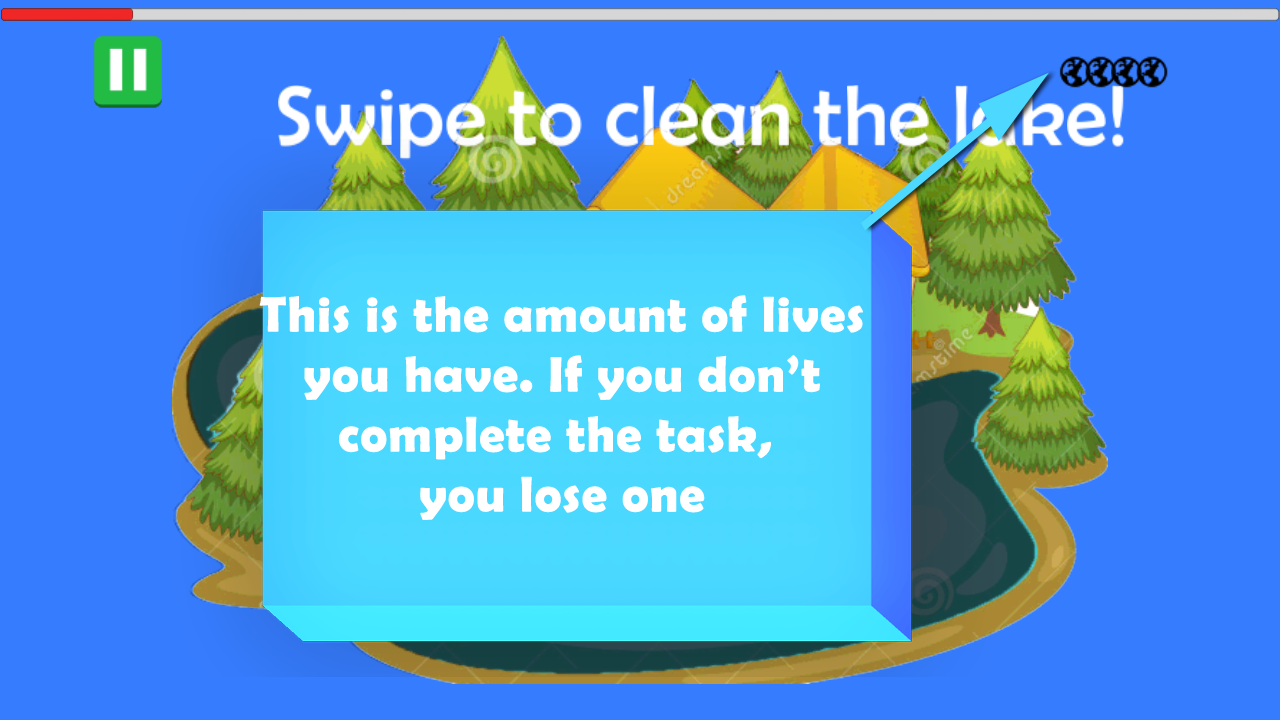 Swipe to clean the lake!
This is the amount of lives
you have. If you don’t
complete the task,
you lose one